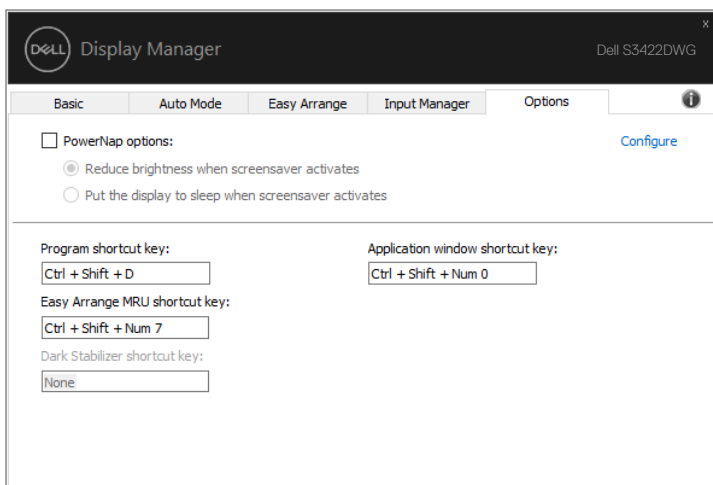 x
DELL Display Manager Dell S3422DWG
Basic Auto Mode Easy Arrange Input Manager Options i
PowerNap options: Configure
Reduce brightness when screensaver activates
Put the display to sleep when screensaver activates
Program shortcut key: Application window shortcut key:
Ctrl + Shift + D Ctrl + Shift + Num 0
Easy Arrange MRU shortcut key:
Ctrl + Shift + Num 7
Dark Stabilizer shortcut key:
None